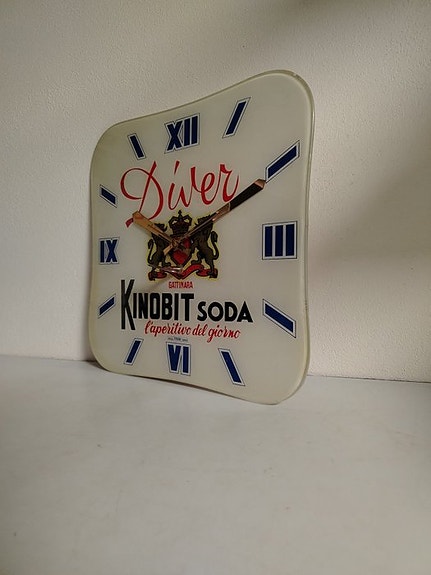 XII
Diver
IX
III
GATTINARA
KINOBIT SODA
l'aperitivo del giorno
VI